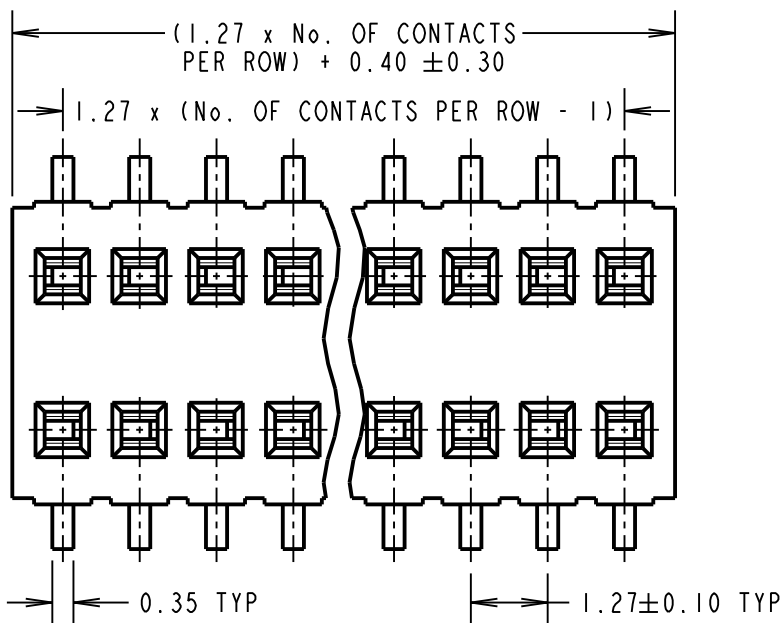 (1.27 x No. OF CONTACTS
PER ROW) + 0.40 ±0.30
1.27 x (No. OF CONTACTS PER ROW - 1)
0.35 TYP
1.27±0.10 TYP